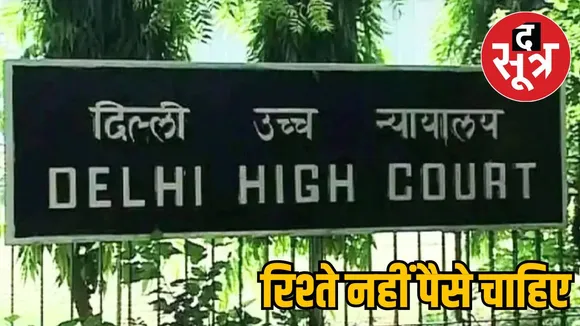 द
सूत्र
दिल्ली उच्च न्यायालय
DELHI HIGH COURT
रिश्ते नहीं पैसे चाहिए